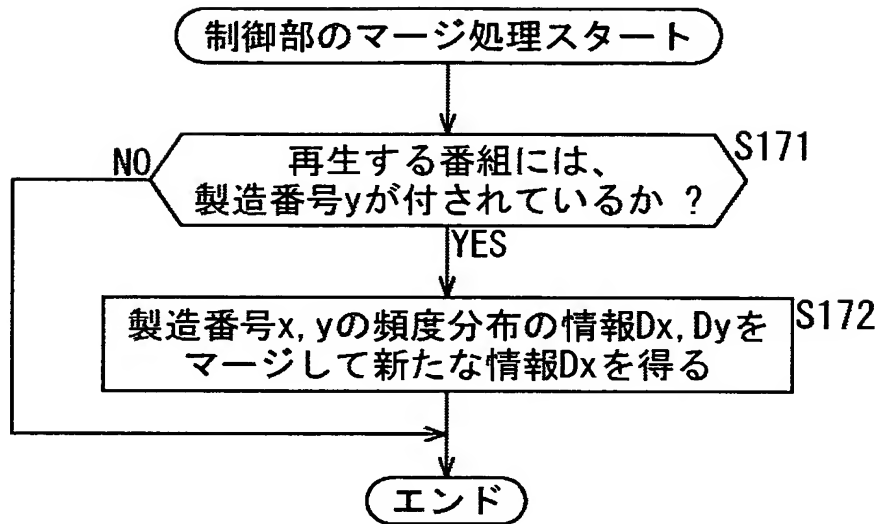 制御部のマージ処理スタート
NO
再生する番組には、
S171
製造番号yが付されているか ?
YES
製造番号x, yの頻度分布の情報Dx, Dyを
S172
マージして新たな情報Dxを得る
エンド